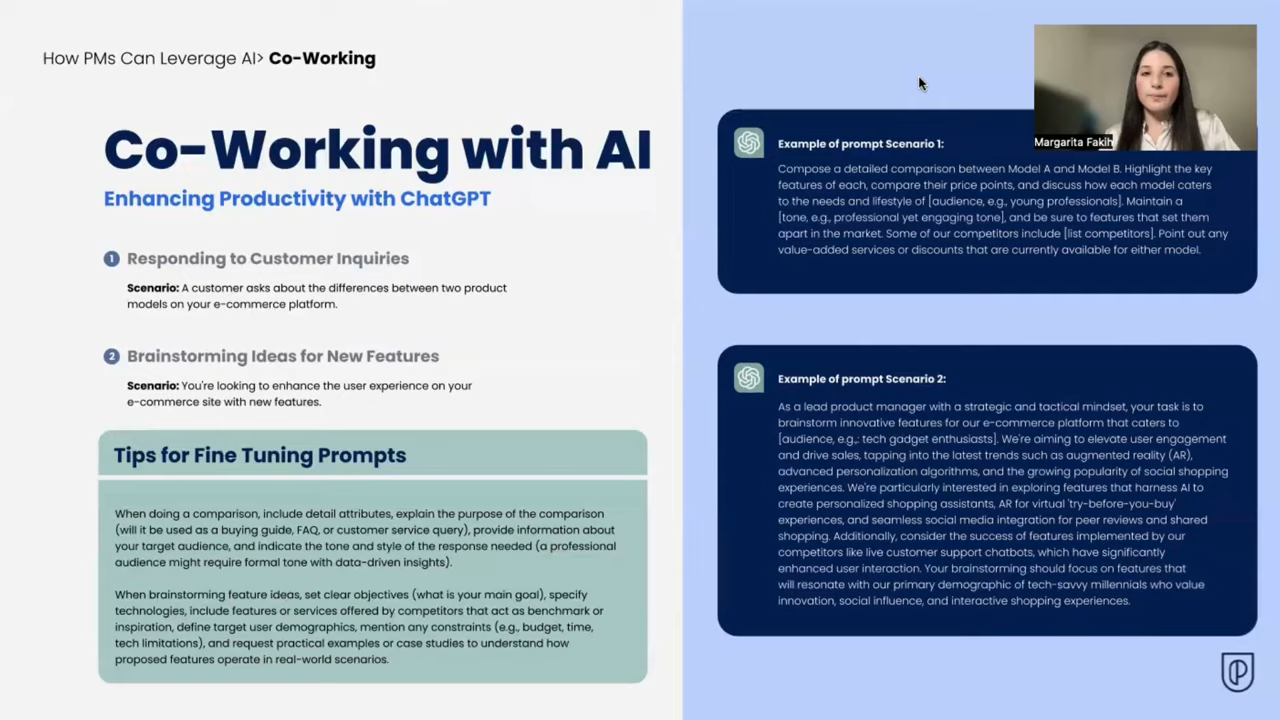 How PMs Can Leverage AI> Co-Working
Co-Working with AI
Enhancing Productivity with ChatGPT
1 Responding to Customer Inquiries
Scenario: A customer asks about the differences between two product
models on your e-commerce platform.
2 Brainstorming Ideas for New Features
Scenario: You're looking to enhance the user experience on your
e-commerce site with new features.
Tips for Fine Tuning Prompts
When doing a comparison, include detail attributes, explain the purpose of the comparison
(will it be used as a buying guide, FAQ, or customer service query), provide information about
your target audience, and indicate the tone and style of the response needed (a professional
audience might require formal tone with data-driven insights).
When brainstorming feature ideas, set clear objectives (what is your main goal), specify
technologies, include features or services offered by competitors that act as benchmark or
inspiration, define target user demographics, mention any constraints (e.g., budget, time,
tech limitations), and request practical examples or case studies to understand how
proposed features operate in real-world scenarios.
Margarita Fakih
Example of prompt Scenario 1:
Compose a detailed comparison between Model A and Model B. Highlight the key
features of each, compare their price points, and discuss how each model caters
to the needs and lifestyle of [audience, e.g., young professionals]. Maintain a
[tone, e.g., professional yet engaging tone], and be sure to features that set them
apart in the market. Some of our competitors include [list competitors]. Point out any
value-added services or discounts that are currently available for either model.
Example of prompt Scenario 2:
As a lead product manager with a strategic and tactical mindset, your task is to
brainstorm innovative features for our e-commerce platform that caters to
[audience, e.g.,: tech gadget enthusiasts]. We're aiming to elevate user engagement
and drive sales, tapping into the latest trends such as augmented reality (AR),
advanced personalization algorithms, and the growing popularity of social shopping
experiences. We're particularly interested in exploring features that harness AI to
create personalized shopping assistants, AR for virtual 'try-before-you-buy'
experiences, and seamless social media integration for peer reviews and shared
shopping. Additionally, consider the success of features implemented by our
competitors like live customer support chatbots, which have significantly
enhanced user interaction. Your brainstorming should focus on features that
will resonate with our primary demographic of tech-savvy millennials who value
innovation, social influence, and interactive shopping experiences.